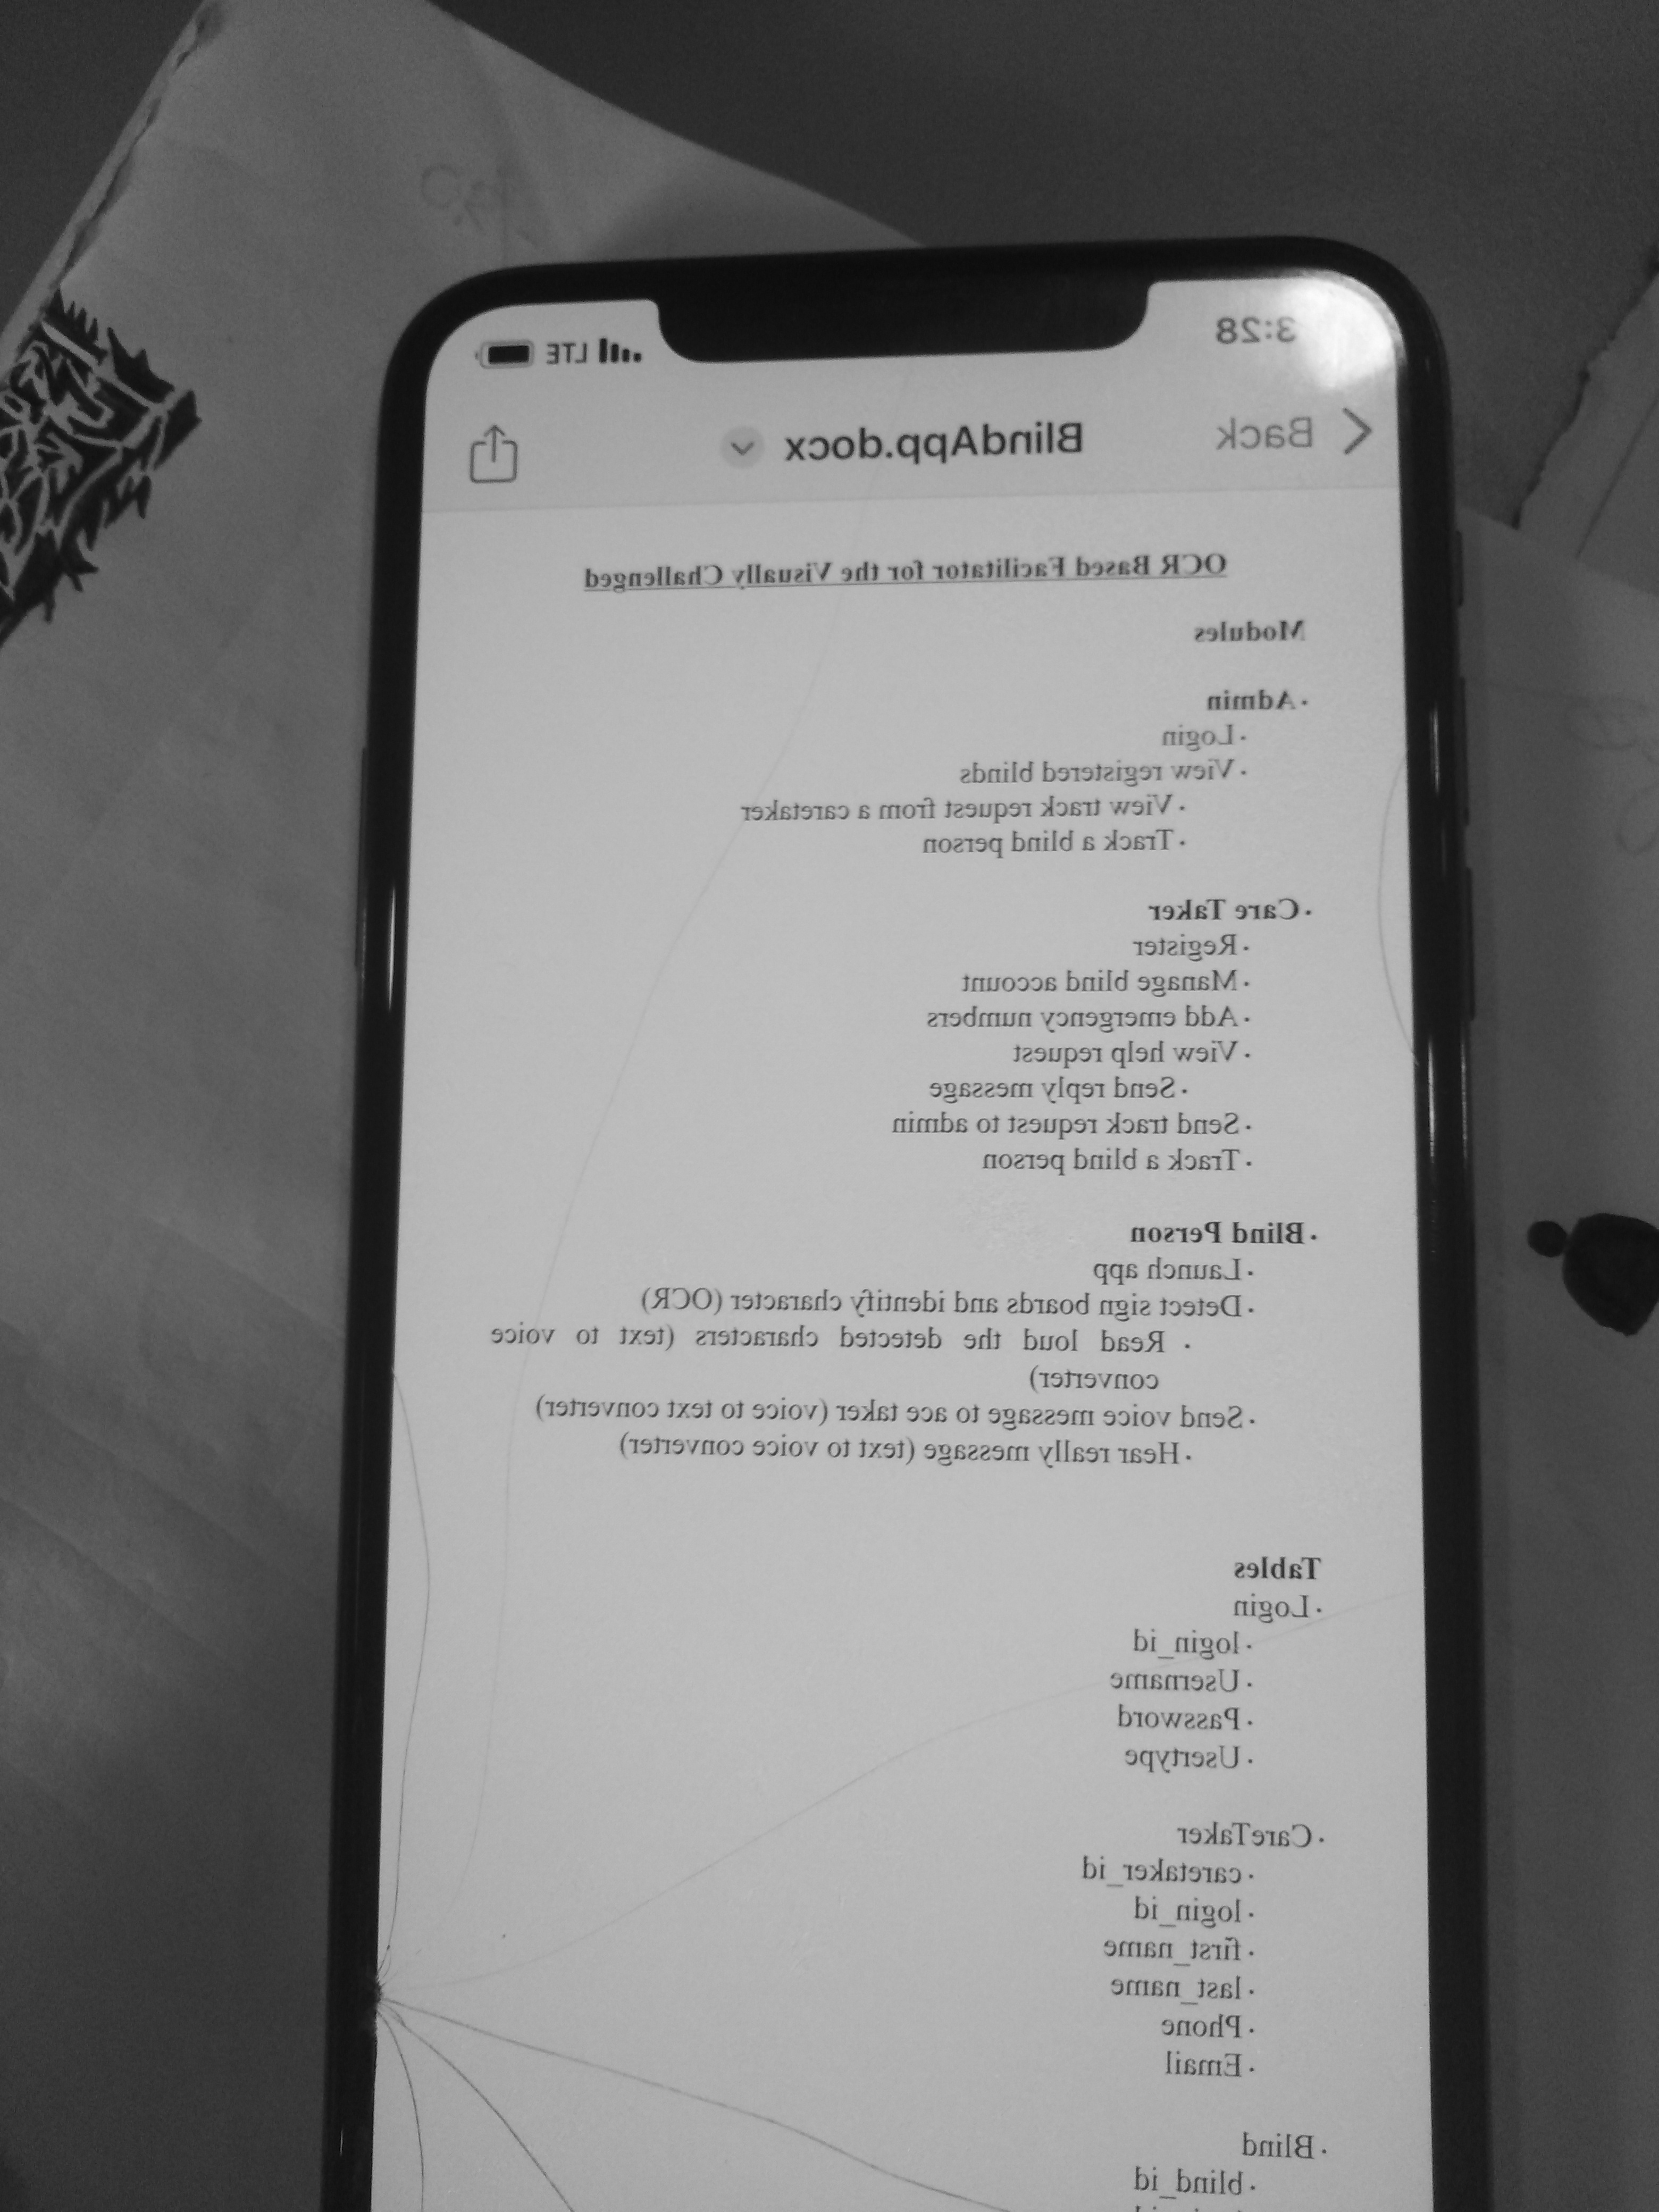 3:28
LTE
Back
BlindApp.docx
OCR Based Facilitator for the Visually Challenged
Modules
· Admin
· Login
· View registered blinds
· View track request from a caretaker
· Track a blind person
· Care Taker
· Register
· Manage blind account
· Add emergency numbers
· View help request
· Send reply message
· Send track request to admin
· Track a blind person
· Blind Person
· Launch app
· Detect sign boards and identify character (OCR)
· Read loud the detected characters (text to voice
converter)
· Send voice message to ace taker (voice to text converter)
· Hear really message (text to voice converter)
Tables
· Login
· login_id
· Username
· Password
· Usertype
· CareTaker
· caretaker_id
· login_id
· first_name
· last_name
· Phone
· Email
· Blind
· blind_id